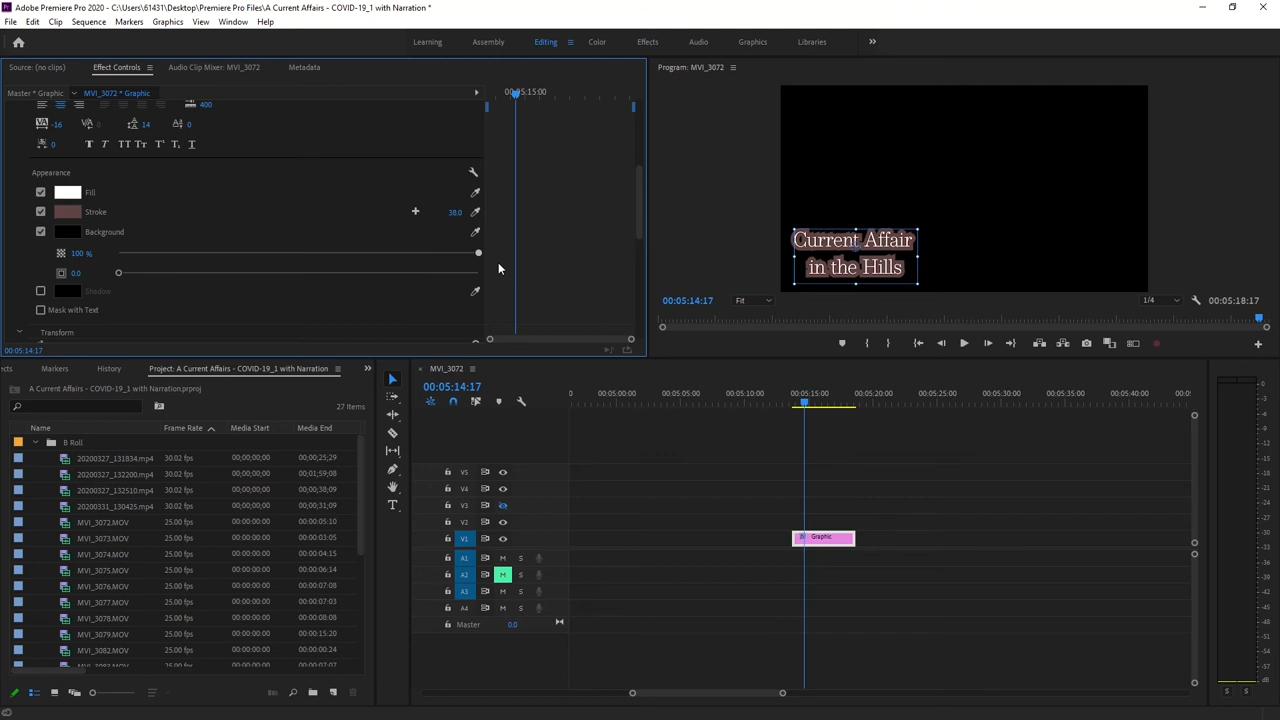 Adobe Premiere Pro 2020 - C:\Users\61431\Desktop\Premiere Pro Files\A Current Affairs - COVID-19_1 with Narration *
File Edit Clip Sequence Markers Graphics View Window Help
Learning Assembly Editing Color Effects Audio Graphics Libraries
Source: (no clips) Effect Controls Audio Clip Mixer: MVI_3072 Metadata
Program: MVI_3072
Master * Graphic MVI_3072 * Graphic
00:05:15:00
400
-16 0 14 0
0
Appearance
Fill
Stroke 38.0
Background
100 %
0.0
Shadow
Mask with Text
Transform
00:05:14:17
Current Affair
in the Hills
00:05:14:17 Fit 1/4 00:05:18:17
Markers History Project: A Current Affairs - COVID-19_1 with Narration
A Current Affairs - COVID-19_1 with Narration.prproj
27 Items
Name Frame Rate Media Start Media End
B Roll
20200327_131834.mp4 30.02 fps 00;00;00;00 00;00;25;29
20200327_132200.mp4 30.02 fps 00;00;00;00 00;01;59;08
20200327_132510.mp4 30.02 fps 00;00;00;00 00;00;38;09
20200331_130425.mp4 30.02 fps 00;00;00;00 00;00;31;09
MVI_3072.MOV 25.00 fps 00:00:00:00 00:00:05:10
MVI_3073.MOV 25.00 fps 00:00:00:00 00:00:03:05
MVI_3074.MOV 25.00 fps 00:00:00:00 00:00:04:15
MVI_3075.MOV 25.00 fps 00:00:00:00 00:00:06:14
MVI_3076.MOV 25.00 fps 00:00:00:00 00:00:07:08
MVI_3077.MOV 25.00 fps 00:00:00:00 00:00:07:03
MVI_3078.MOV 25.00 fps 00:00:00:00 00:00:08:08
MVI_3079.MOV 25.00 fps 00:00:00:00 00:00:15:20
MVI_3082.MOV 25.00 fps 00:00:00:00 00:00:00:24
MVI_3072
00:05:14:17
00:05:00:00 00:05:05:00 00:05:10:00 00:05:15:00 00:05:20:00 00:05:25:00 00:05:30:00 00:05:35:00 00:05:40:00
V5
V4
V3
V2
V1 Graphic
A1 M S
A2 M S
A3 M S
A4 M S
Master 0.0
0
-6
-12
-18
-24
-30
-36
-42
-48
-54
dB
S S